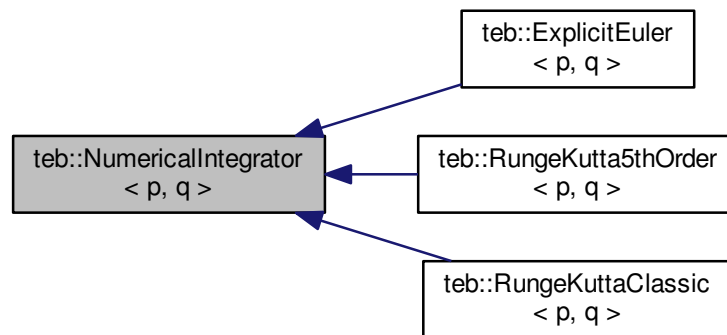 teb::ExplicitEuler
< p, q >
teb::NumericalIntegrator
< p, q >
teb::RungeKutta5thOrder
< p, q >
teb::RungeKuttaClassic
< p, q >